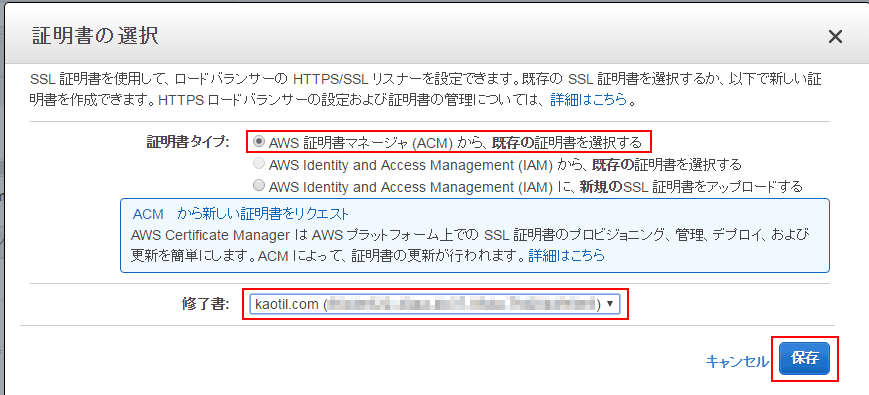 証明書の選択
SSL 証明書を使用して、ロードバランサーの HTTPS/SSL リスナーを設定できます。既存の SSL 証明書を選択するか、以下で新しい証
明書を作成できます。HTTPS ロードバランサーの設定および証明書の管理については、 詳細はこちら。
証明書タイプ: AWS 証明書マネージャ (ACM) から、既存の証明書を選択する
AWS Identity and Access Management (IAM) から、既存の証明書を選択する
AWS Identity and Access Management (IAM) に、新規のSSL 証明書をアップロードする
ACM から新しい証明書をリクエスト
AWS Certificate Manager は AWS プラットフォーム上での SSL 証明書のプロビジョニング、管理、デプロイ、および
更新を簡単にします。ACM によって、証明書の更新が行われます。 詳細はこちら
修了書: kaotil.com ( )
キャンセル 保存